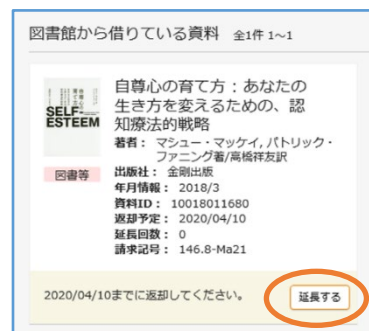 図書館から借りている資料 全1件 1~1
自尊心の育て方:あなたの
生き方を変えるための、認
知療法的戦略
SELF-
ESTEEM
著者: マシュー・マッケイ, パトリック・
ファニング著/高橋祥友訳
図書等
出版社: 金剛出版
年月情報: 2018/3
資料ID: 10018011680
返却予定: 2020/04/10
延長回数: 0
請求記号: 146.8-Ma21
2020/04/10までに返却してください。
延長する